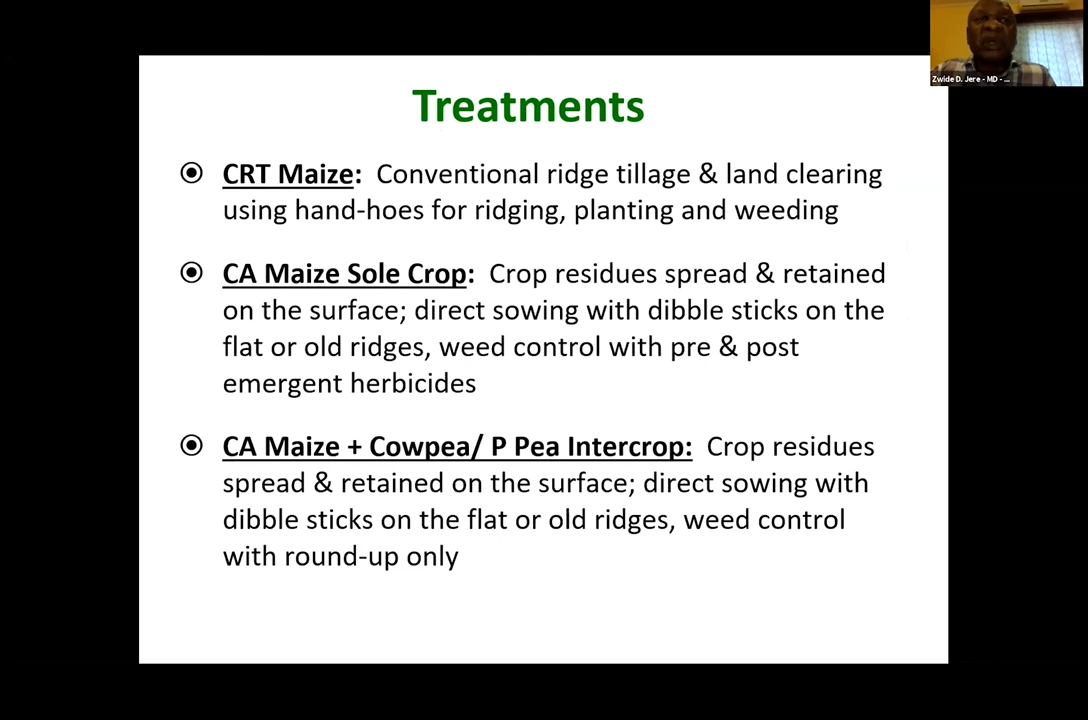 Zwide D. Jere - MD - ...
Treatments
CRT Maize: Conventional ridge tillage & land clearing
using hand-hoes for ridging, planting and weeding
CA Maize Sole Crop: Crop residues spread & retained
on the surface; direct sowing with dibble sticks on the
flat or old ridges, weed control with pre & post
emergent herbicides
CA Maize + Cowpea/ P Pea Intercrop: Crop residues
spread & retained on the surface; direct sowing with
dibble sticks on the flat or old ridges, weed control
with round-up only